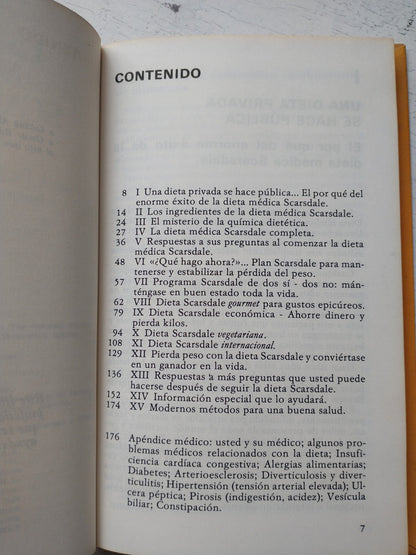 CONTENIDO
8 I Una dieta privada se hace pública... El por qué del
enorme éxito de la dieta médica Scarsdale.
14 II Los ingredientes de la dieta médica Scarsdale.
24 III El misterio de la química dietética.
27 IV La dieta médica Scarsdale completa.
36 V Respuestas a sus preguntas al comenzar la dieta
médica Scarsdale.
48 VI «¿Qué hago ahora?»... Plan Scarsdale para man-
tenerse y estabilizar la pérdida del peso.
57 VII Programa Scarsdale de dos sí - dos no: mán-
téngase en buen estado toda la vida.
62 VIII Dieta Scarsdale gourmet para gustos epicúreos.
79 IX Dieta Scarsdale económica - Ahorre dinero y
pierda kilos.
94 X Dieta Scarsdale vegetariana.
108 XI Dieta Scarsdale internacional.
129 XII Pierda peso con la dieta Scarsdale y conviértase
en un ganador en la vida.
136 XIII Respuestas a más preguntas que usted puede
hacerse después de seguir la dieta Scarsdale.
152 XIV Información especial que lo ayudará.
174 XV Modernos métodos para una buena salud.
176 Apéndice médico: usted y su médico; algunos pro-
blemas médicos relacionados con la dieta; Insufi-
ciencia cardíaca congestiva; Alergias alimentarias;
Diabetes; Arterioesclerosis; Diverticulosis y diver-
ticulitis; Hipertensión (tensión arterial elevada); Ul-
cera péptica; Pirosis (indigestión, acidez); Vesícula
biliar; Constipación.
7